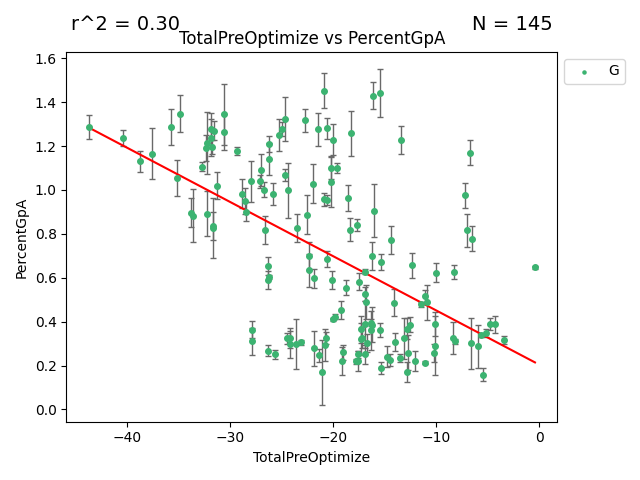 r^2 = 0.30
N = 145
TotalPreOptimize vs PercentGpA
G
1.6
1.4
1.2
1.0
0.8
0.6
0.4
0.2
0.0
PercentGpA
−40
−30
−20
−10
0
TotalPreOptimize